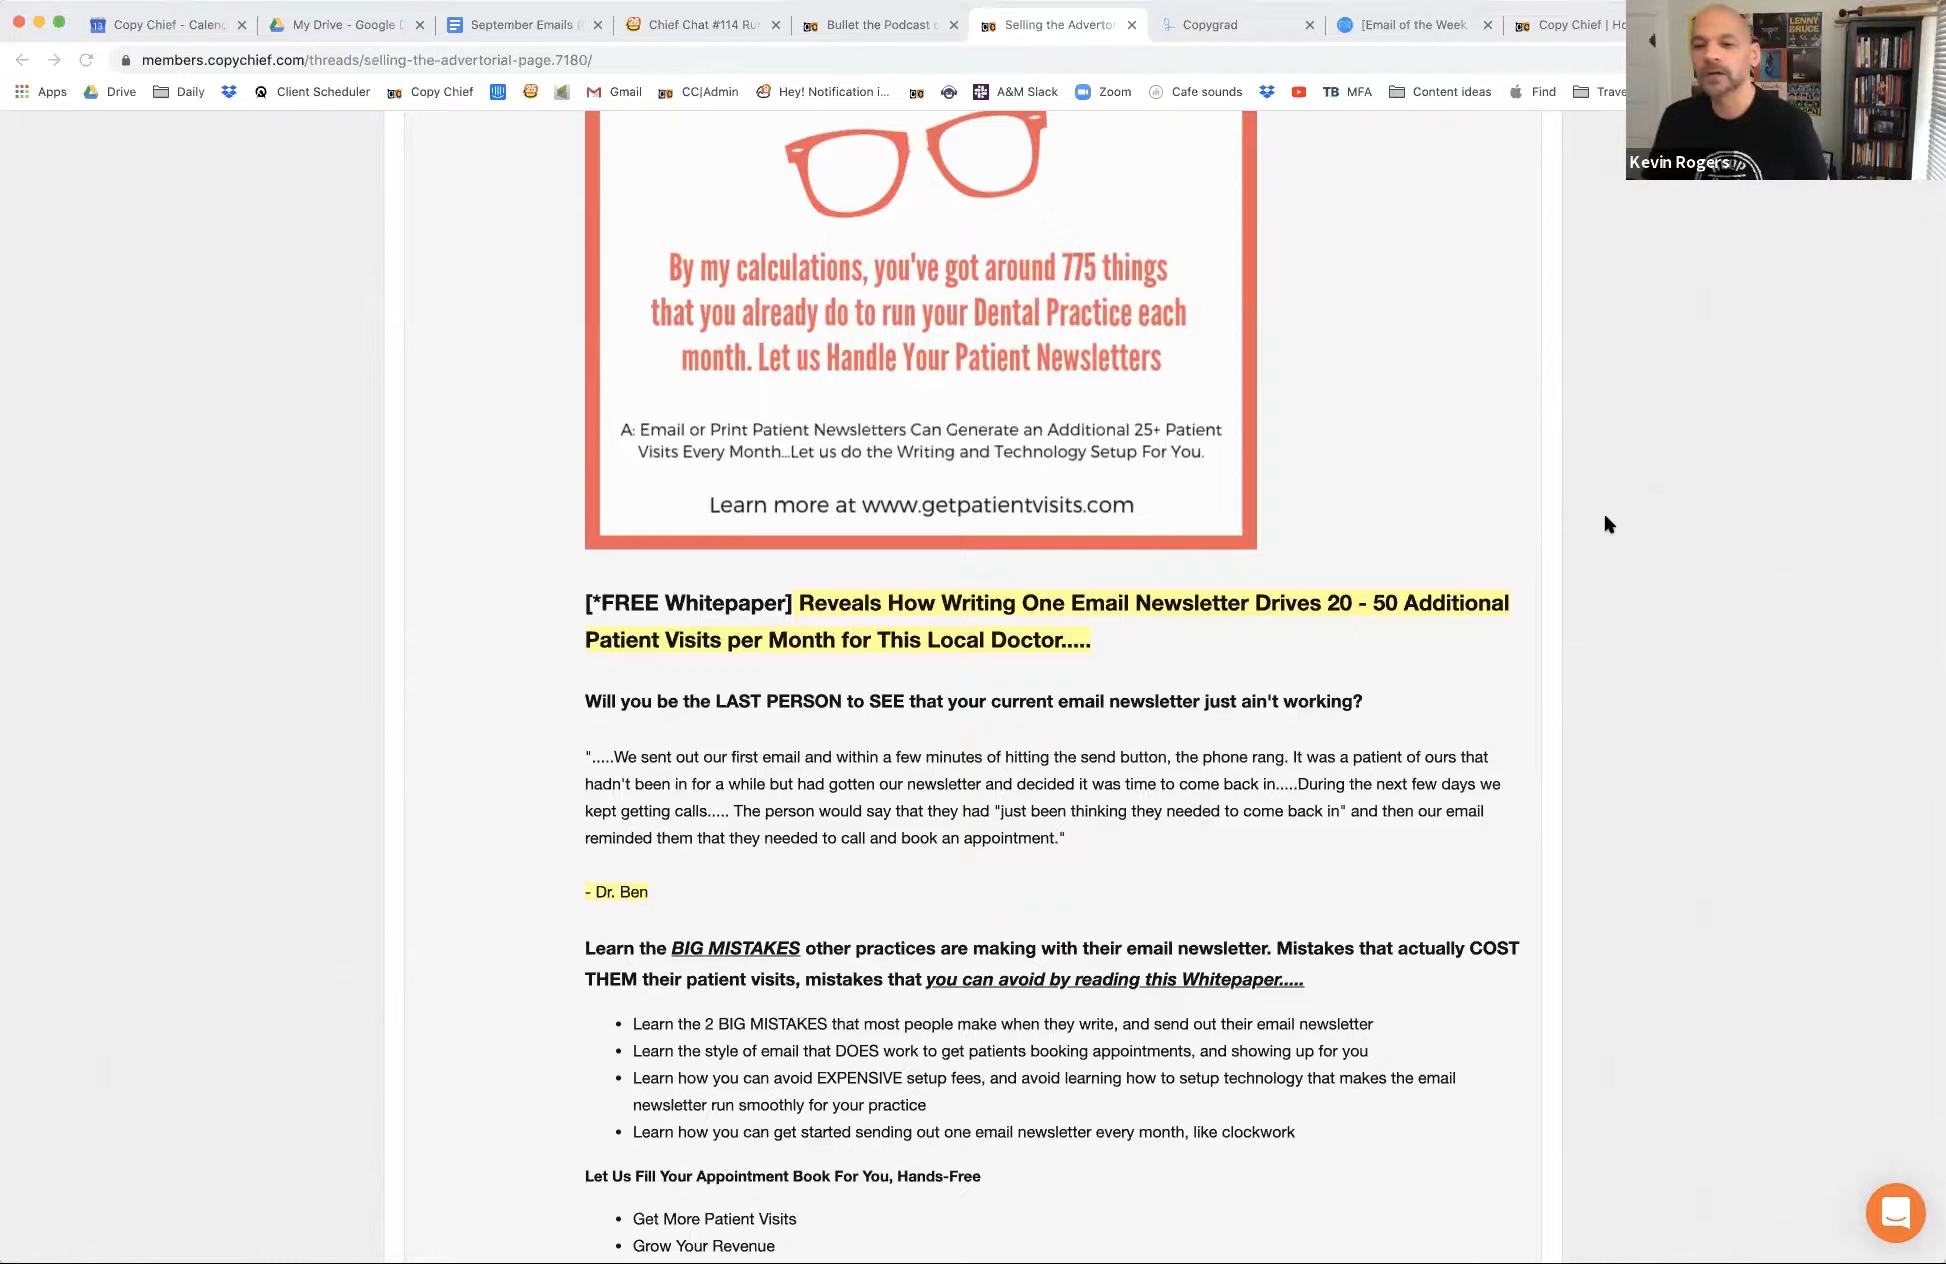 Copy Chief - Calend
My Drive - Google D
September Emails (
Chief Chat #114 Ru
Bullet the Podcast c
Selling the Advertor
Copygrad
[Email of the Week
Copy Chief | Ho
members.copychief.com/threads/selling-the-advertorial-page.7180/
Apps
Drive
Daily
Client Scheduler
Copy Chief
Gmail
CC|Admin
Hey! Notification i...
A&M Slack
Zoom
Cafe sounds
TB MFA
Content ideas
Find
Trave
LENNY
BRUCE
Kevin Rogers
By my calculations, you've got around 775 things
that you already do to run your Dental Practice each
month. Let us Handle Your Patient Newsletters
A: Email or Print Patient Newsletters Can Generate an Additional 25+ Patient
Visits Every Month...Let us do the Writing and Technology Setup For You.
Learn more at www.getpatientvisits.com
[*FREE Whitepaper] Reveals How Writing One Email Newsletter Drives 20 - 50 Additional
Patient Visits per Month for This Local Doctor.....
Will you be the LAST PERSON to SEE that your current email newsletter just ain't working?
".....We sent out our first email and within a few minutes of hitting the send button, the phone rang. It was a patient of ours that
hadn't been in for a while but had gotten our newsletter and decided it was time to come back in.....During the next few days we
kept getting calls..... The person would say that they had "just been thinking they needed to come back in" and then our email
reminded them that they needed to call and book an appointment."
- Dr. Ben
Learn the BIG MISTAKES other practices are making with their email newsletter. Mistakes that actually COST
THEM their patient visits, mistakes that you can avoid by reading this Whitepaper.....
• Learn the 2 BIG MISTAKES that most people make when they write, and send out their email newsletter
• Learn the style of email that DOES work to get patients booking appointments, and showing up for you
• Learn how you can avoid EXPENSIVE setup fees, and avoid learning how to setup technology that makes the email
newsletter run smoothly for your practice
• Learn how you can get started sending out one email newsletter every month, like clockwork
Let Us Fill Your Appointment Book For You, Hands-Free
• Get More Patient Visits
• Grow Your Revenue